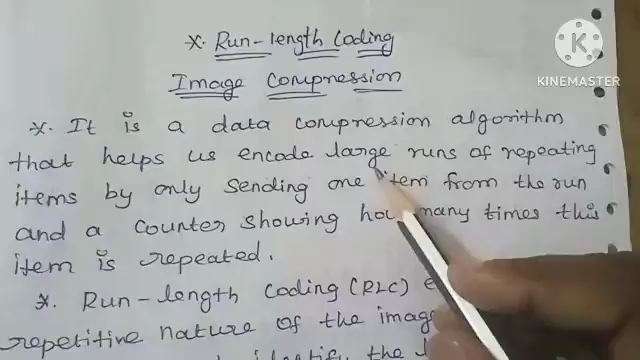 * Run-length Coding
Image Compression
* It is a data compression algorithm
that helps us encode large runs of repeating
items by only sending one item from the run
and a counter showing how many times this
item is repeated.
* Run-length Coding (RLC)
repetitive nature of the image
identify the
KINEMASTER